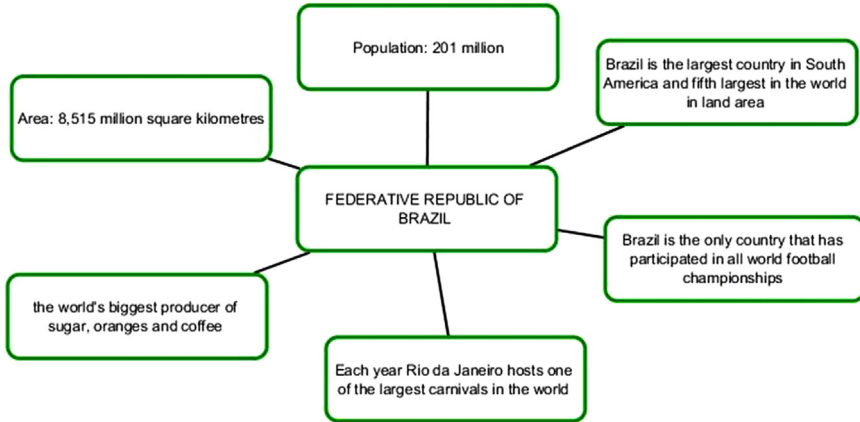 Population: 201 million
Brazil is the largest country in South
America and fifth largest in the world
in land area
Area: 8,515 million square kilometres
FEDERATIVE REPUBLIC OF
BRAZIL
Brazil is the only country that has
participated in all world football
championships
the world's biggest producer of
sugar, oranges and coffee
Each year Rio da Janeiro hosts one
of the largest carnivals in the world